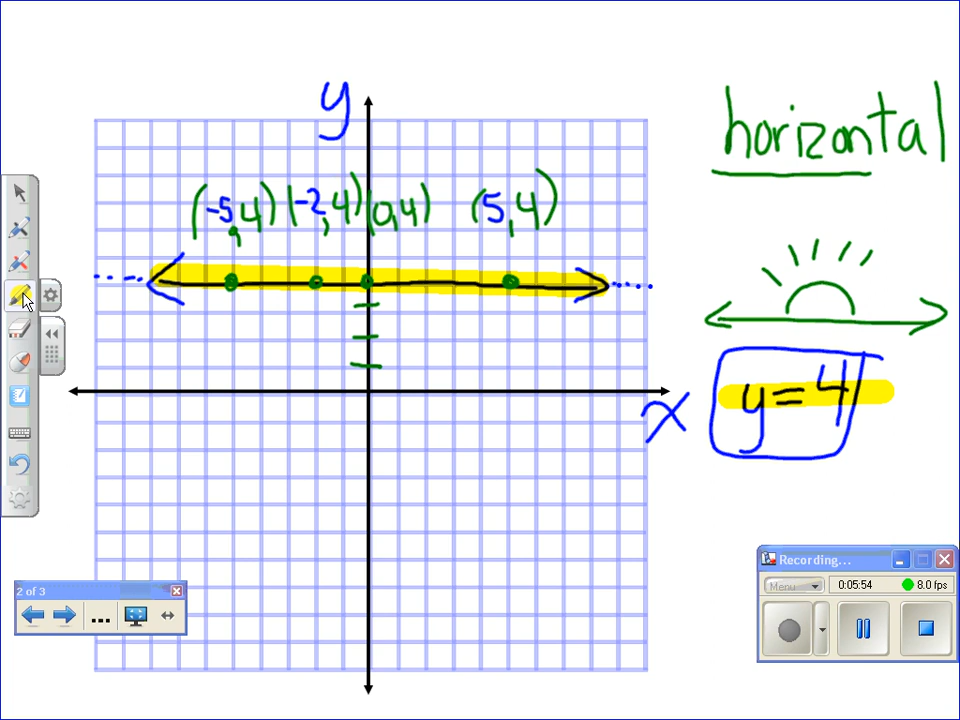 y
horizontal
(-5,4) (-2,4) (0,4) (5,4)
y=4
x
Recording...
Menu
0:05:54
8.0 fps
2 of 3
...